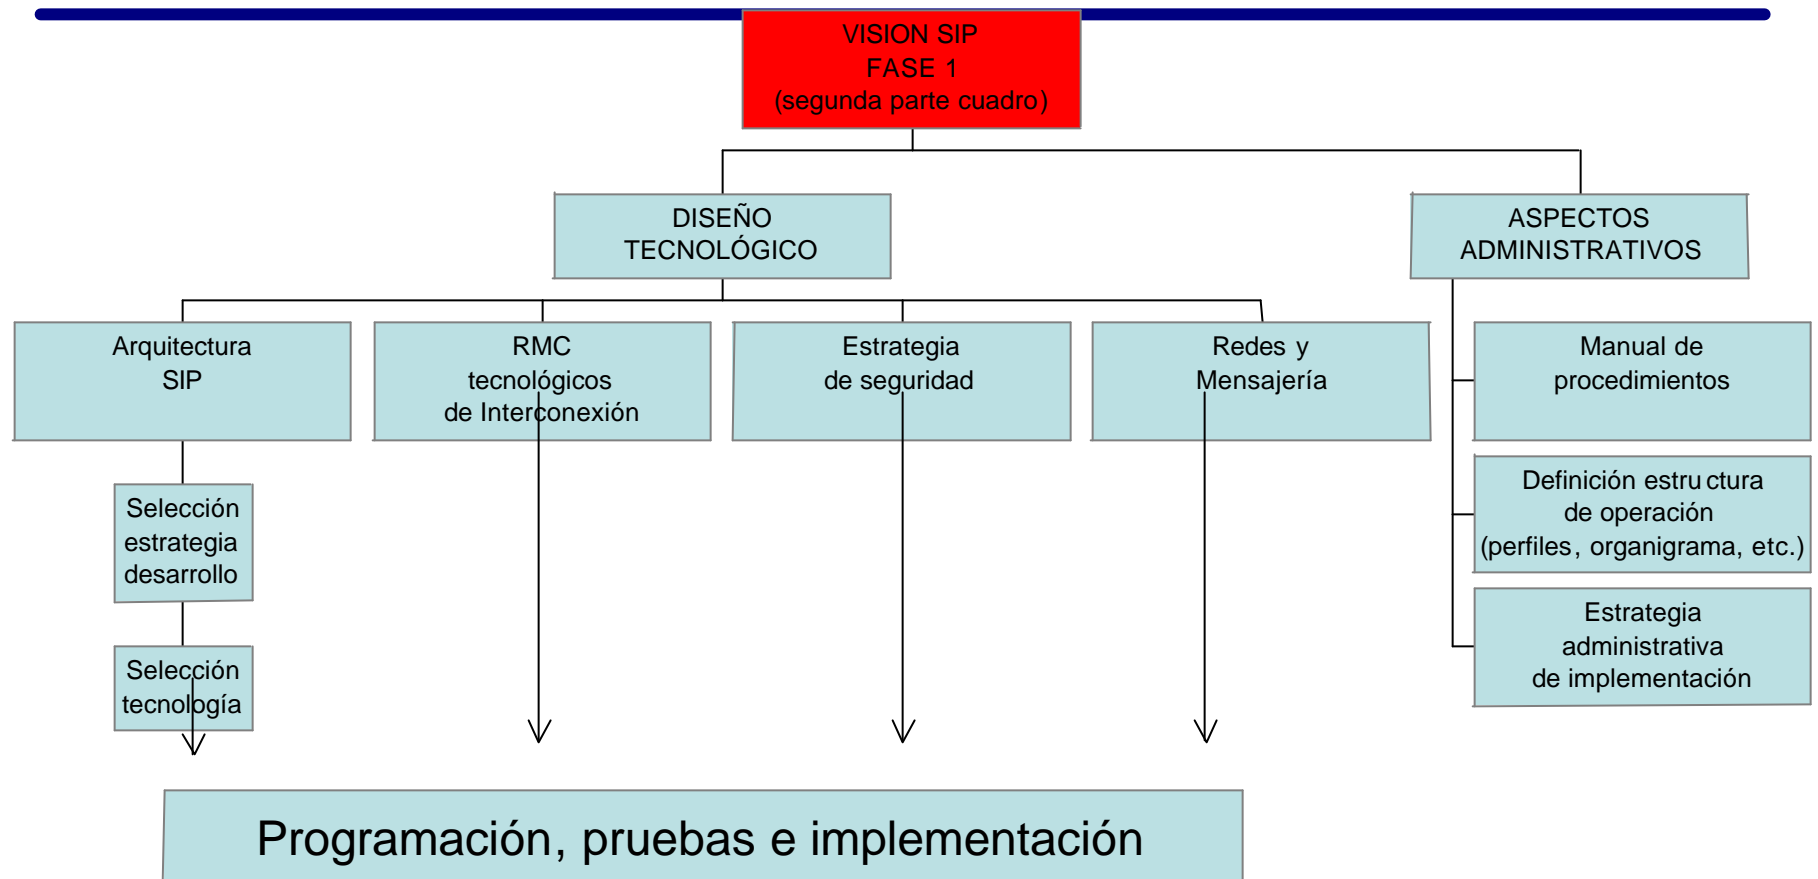 VISION SIP
FASE 1
(segunda parte cuadro)
DISEÑO
TECNOLÓGICO
ASPECTOS
ADMINISTRATIVOS
Arquitectura
SIP
RMC
tecnológicos
de Interconexión
Estrategia
de seguridad
Redes y
Mensajería
Manual de
procedimientos
Selección
estrategia
desarrollo
Definición estructura
de operación
(perfiles, organigrama, etc.)
Selección
tecnología
Estrategia
administrativa
de implementación
Programación, pruebas e implementación